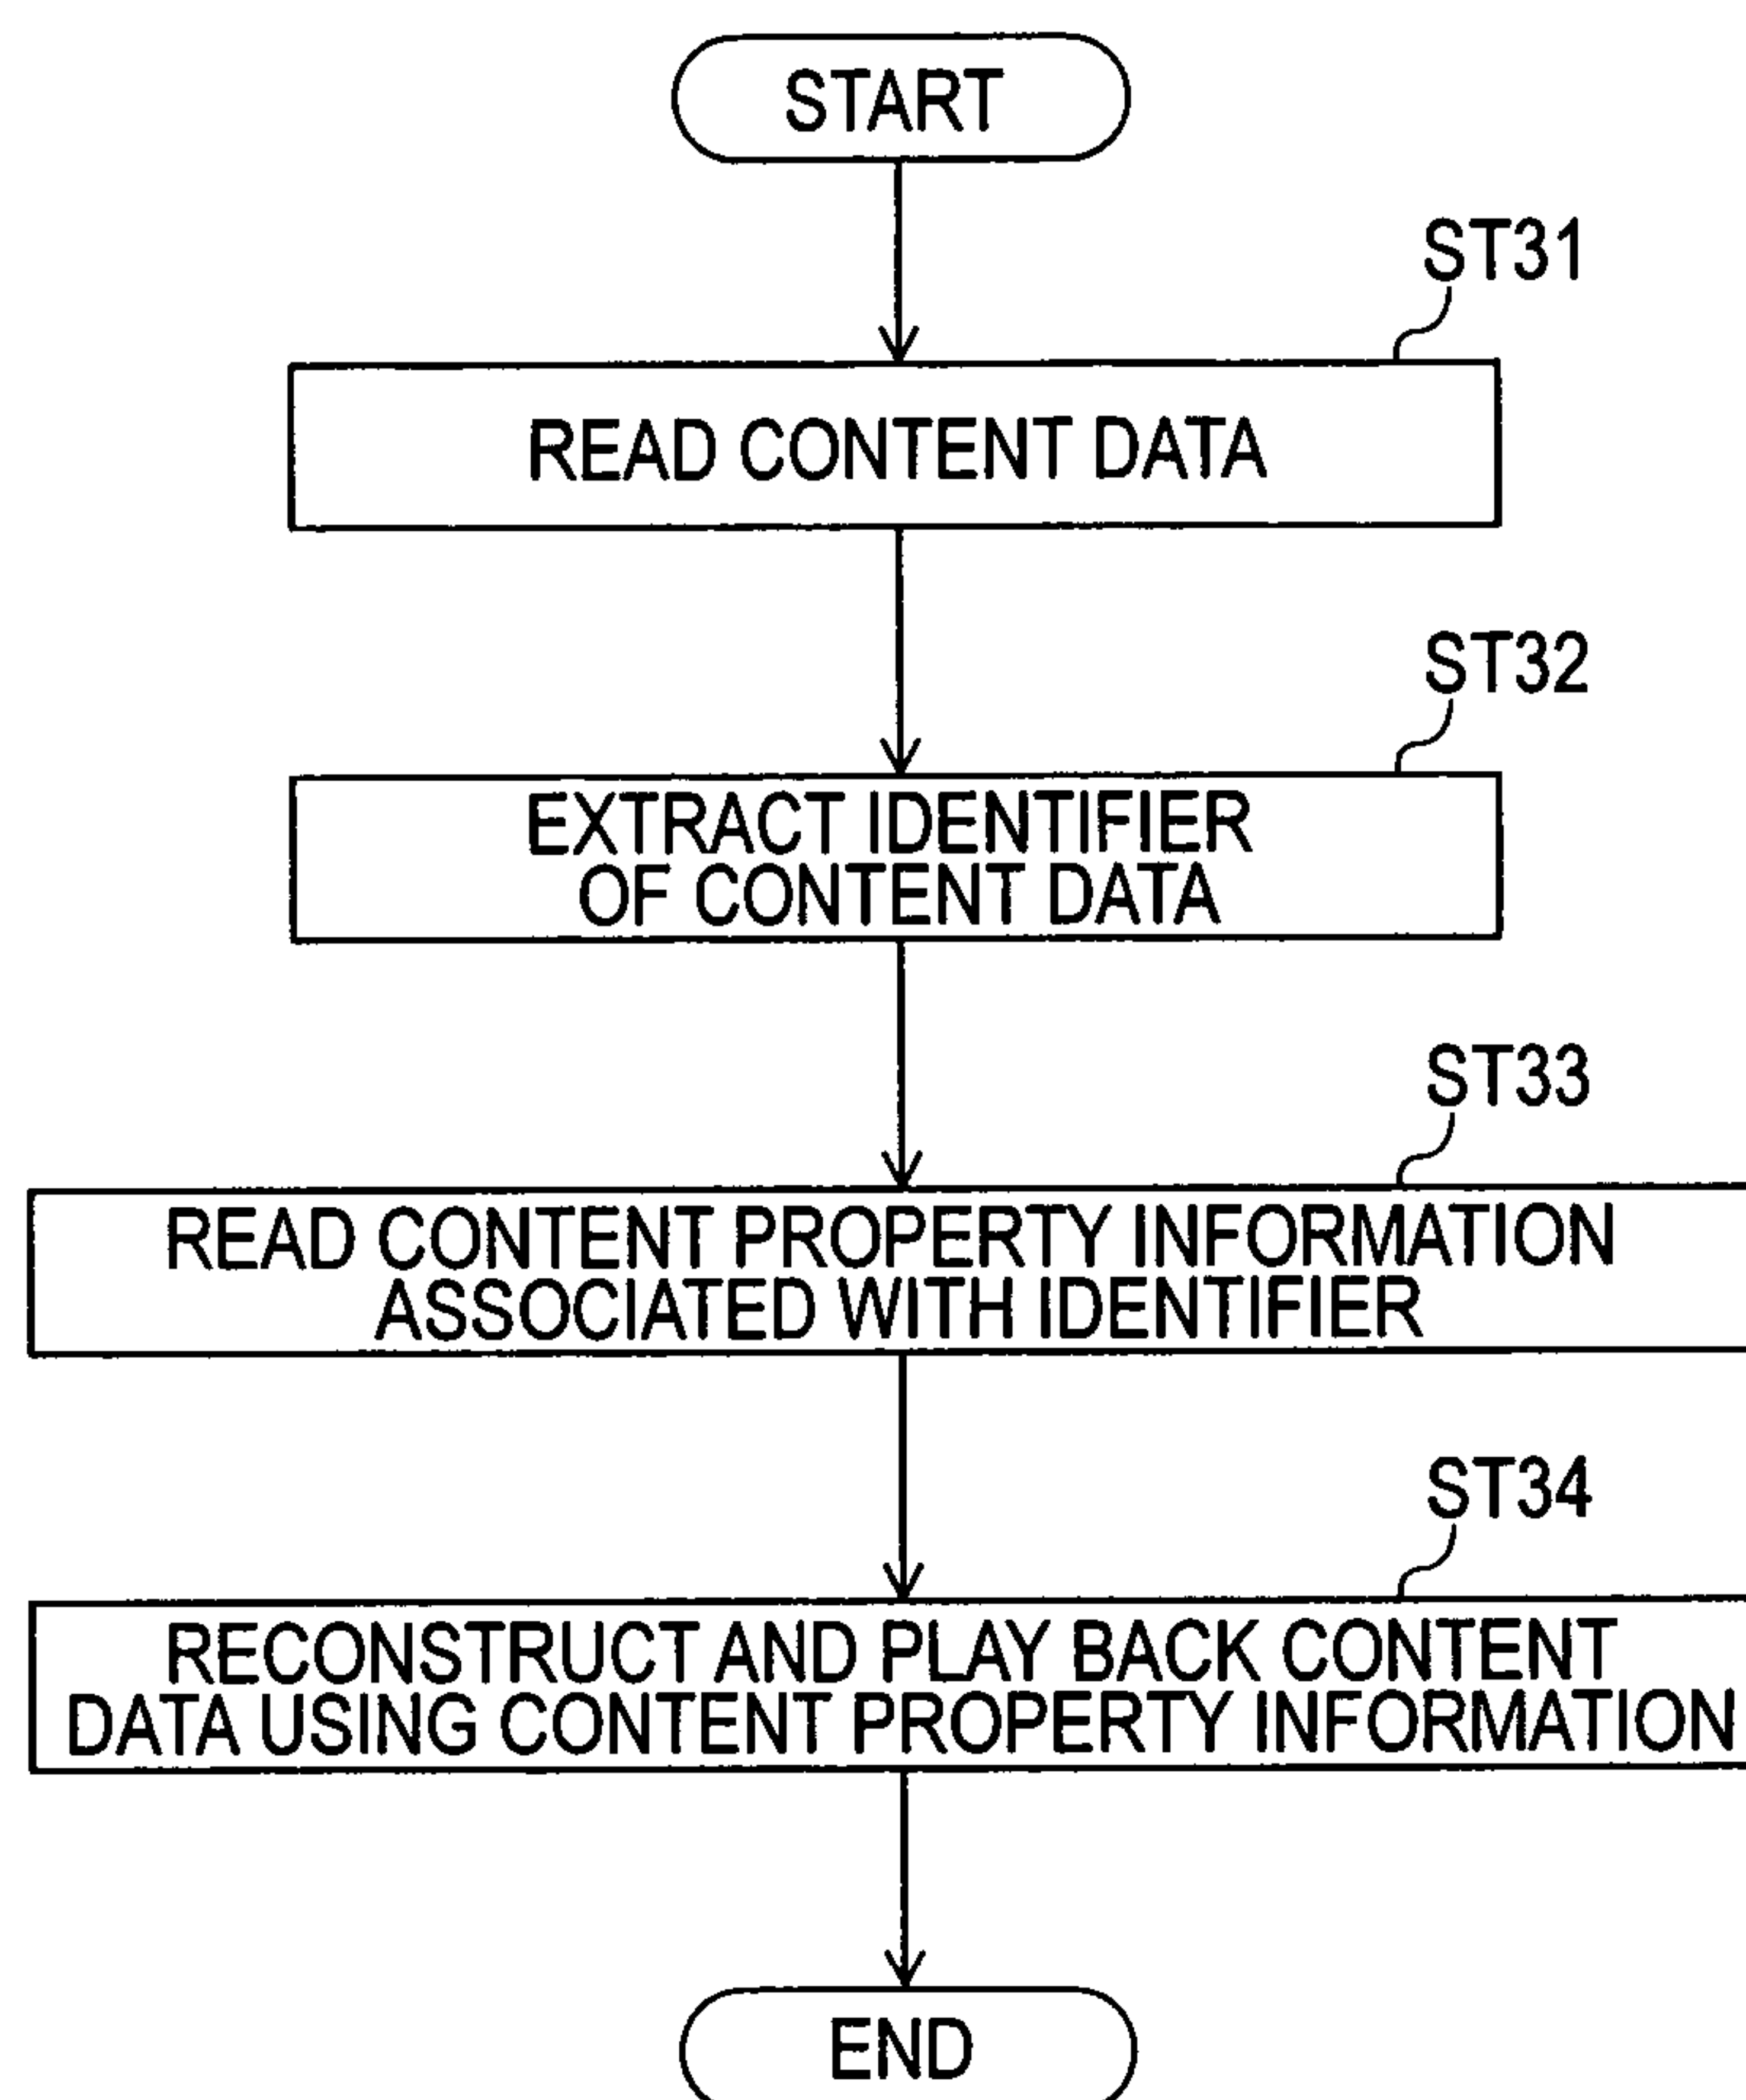 START
ST31
READ CONTENT DATA
ST32
EXTRACT IDENTIFIER
OF CONTENT DATA
ST33
READ CONTENT PROPERTY INFORMATION
ASSOCIATED WITH IDENTIFIER
ST34
RECONSTRUCT AND PLAY BACK CONTENT
DATA USING CONTENT PROPERTY INFORMATION
END